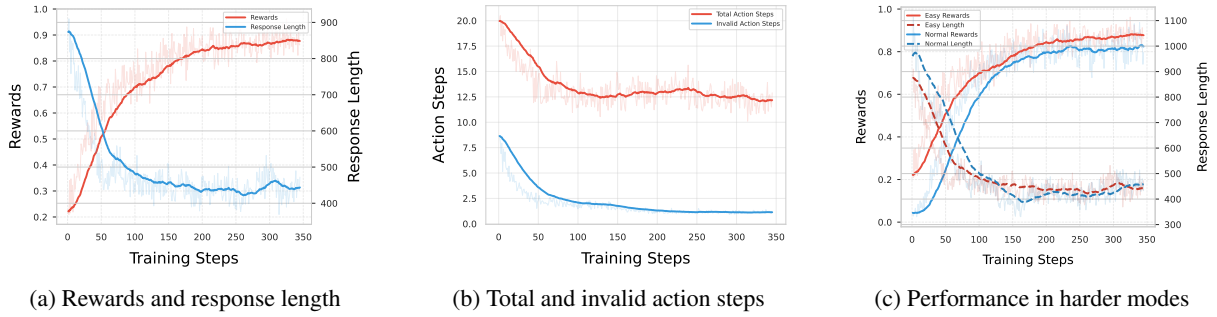 Rewards
Response Length
1.0
0.9
0.8
0.7
0.6
0.5
0.4
0.3
0.2
Rewards
900
800
700
600
500
400
Response Length
0 50 100 150 200 250 300 350
Training Steps
(a) Rewards and response length
Total Action Steps
Invalid Action Steps
20.0
17.5
15.0
12.5
10.0
7.5
5.0
2.5
0.0
Action Steps
0 50 100 150 200 250 300 350
Training Steps
(b) Total and invalid action steps
Easy Rewards
Easy Length
Normal Rewards
Normal Length
1.0
0.8
0.6
0.4
0.2
0.0
Rewards
1100
1000
900
800
700
600
500
400
300
Response Length
0 50 100 150 200 250 300 350
Training Steps
(c) Performance in harder modes